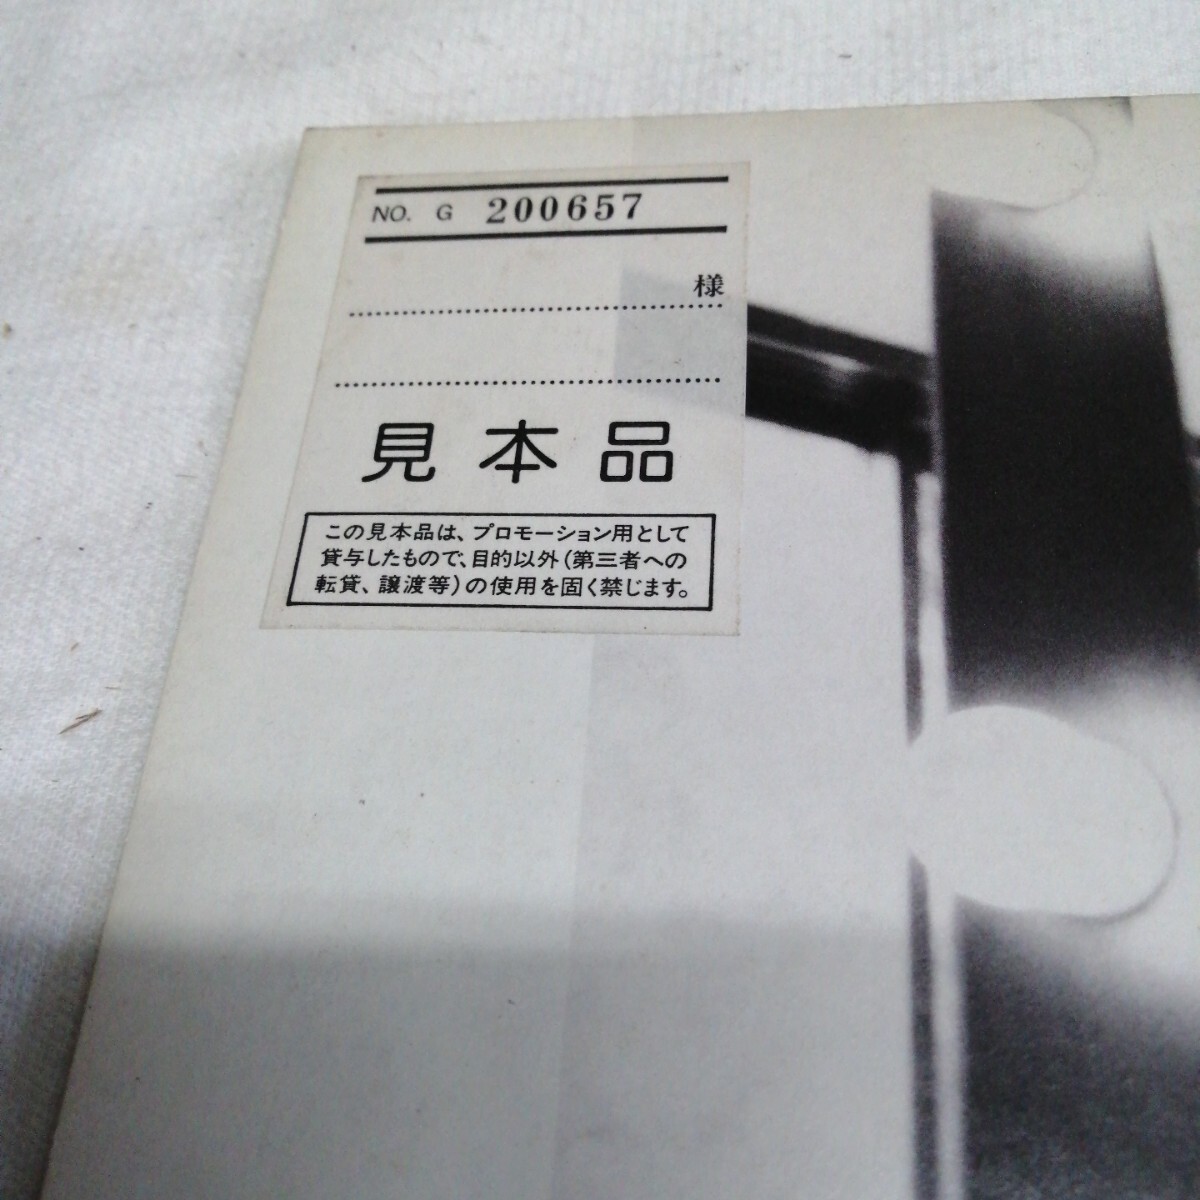 NO. G 200657
様
見本品
この見本品は、プロモーション用として
貸与したもので、目的以外(第三者への
転貸、譲渡等)の使用を固く禁じます。